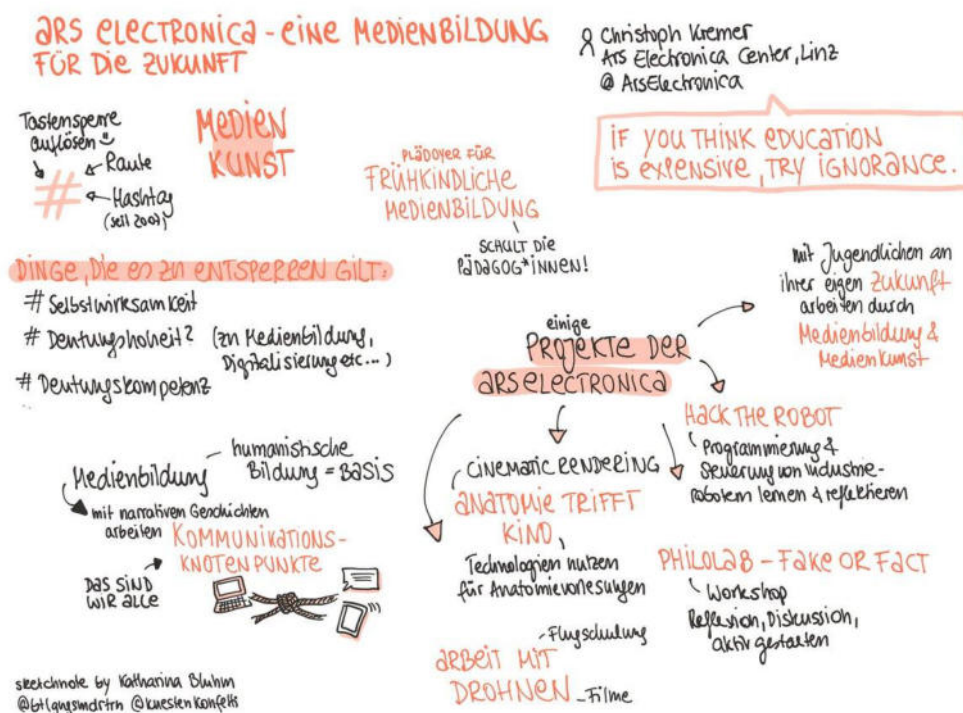 ARS ELECTRONICA - EINE MEDIENBILDUNG
FÜR DIE ZUKUNFT
Christoph Kremer
Ars Electronica Center, Linz
@ ArsElectronica
IF YOU THINK EDUCATION
IS EXPENSIVE, TRY IGNORANCE.
Tastensperre
auflösen
Raute
#
Hashtag
(seit 2007)
MEDIEN
KUNST
PLÄDOYER FÜR
FRÜHKINDLICHE
MEDIENBILDUNG
SCHULT DIE
PÄDAGOG*INNEN!
DINGE, DIE ES ZU ENTSPERREN GILT:
# Selbstwirksamkeit
# Deutungshoheit? (zu Medienbildung,
Digitalisierung etc...)
# Deutungskompetenz
mit Jugendlichen an
ihrer eigen Zukunft
arbeiten durch
Medienbildung &
Medienkunst
einige
PROJEKTE DER
ARS ELECTRONICA
HACK THE ROBOT
Programmierung &
Steuerung von Industrie-
robotern lernen & reflektieren
CINEMATIC RENDERING
ANATOMIE TRIFFT
KINO
Technologien nutzen
für Anatomievorlesungen
PHILOLAB - FAKE OR FACT
Workshop
Reflexion, Diskussion,
aktiv gestalten
Flugschulung
ARBEIT MIT
DROHNEN - Filme
Medienbildung - humanistische
Bildung = BASIS
mit narrativen Geschichten
arbeiten
KOMMUNIKATIONS-
KNOTENPUNKTE
DAS SIND
WIR ALLE
sketchnote by Katharina Bluhm
@kuestenkonfetti